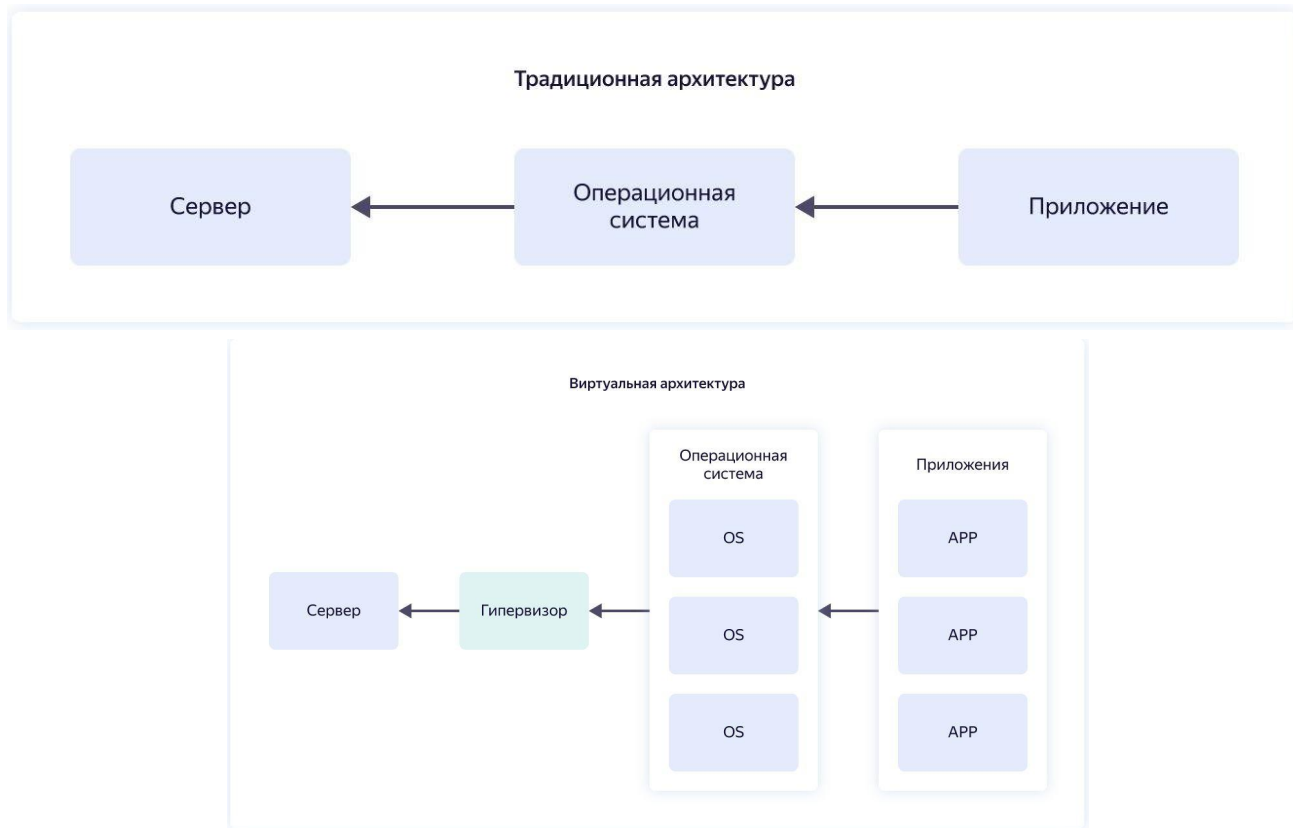 Традиционная архитектура
Сервер
Операционная
система
Приложение
Виртуальная архитектура
Сервер
Гипервизор
Операционная
система
OS
OS
OS
Приложения
APP
APP
APP